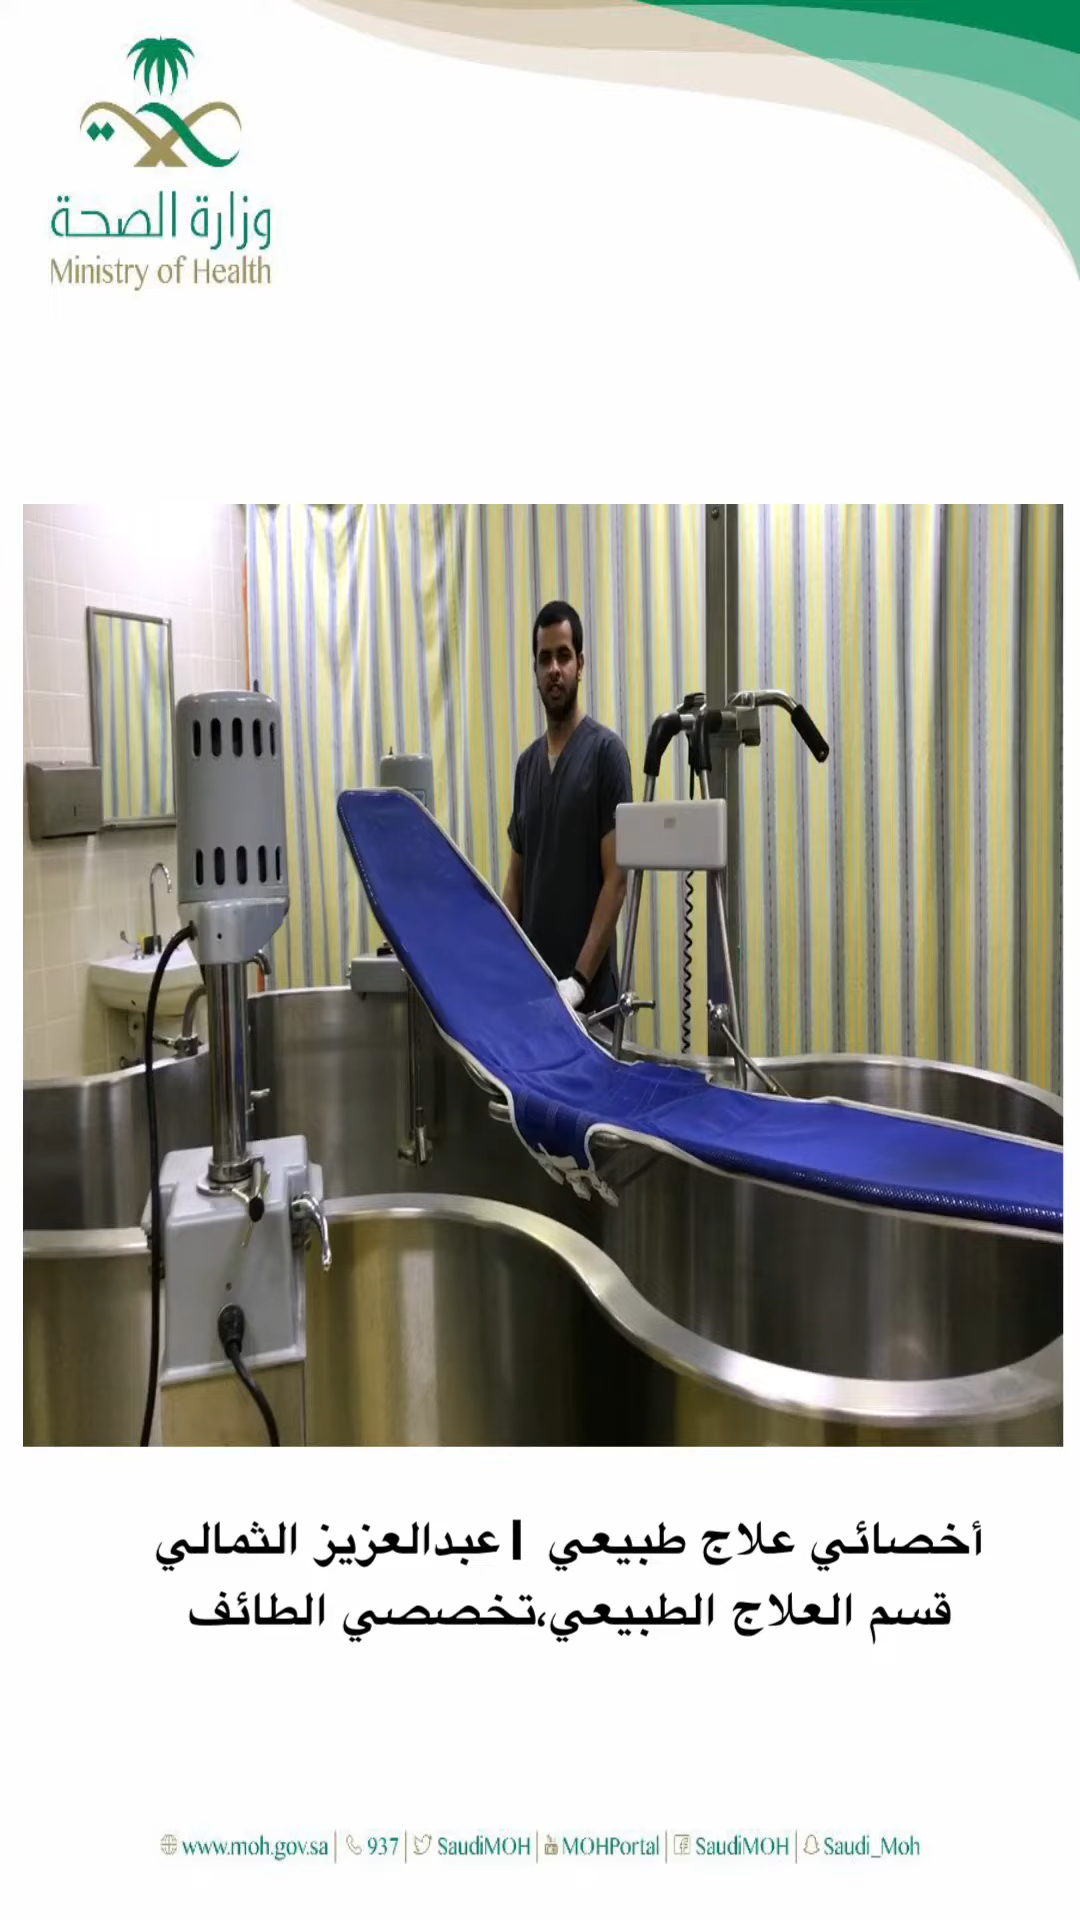 وزارة الصحة
Ministry of Health
أخصائي علاج طبيعي | عبدالعزيز الثمالي
قسم العلاج الطبيعي،تخصصي الطائف
www.moh.gov.sa | 937 | SaudiMOH | MOHPortal | SaudiMOH | Saudi_Moh